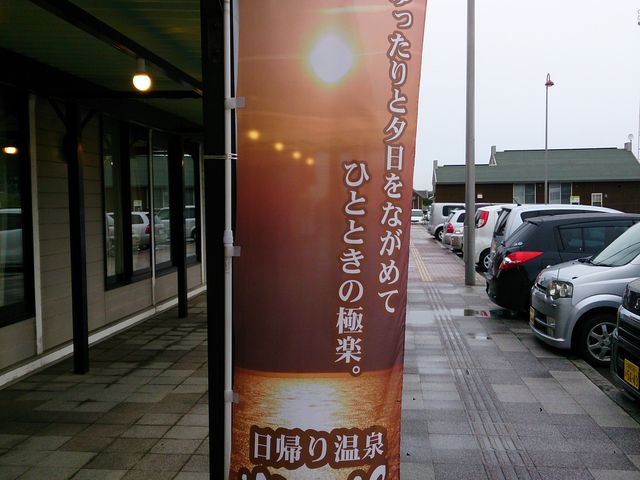 ゆったりと夕日をながめて
ひとときの極楽。
日帰り温泉